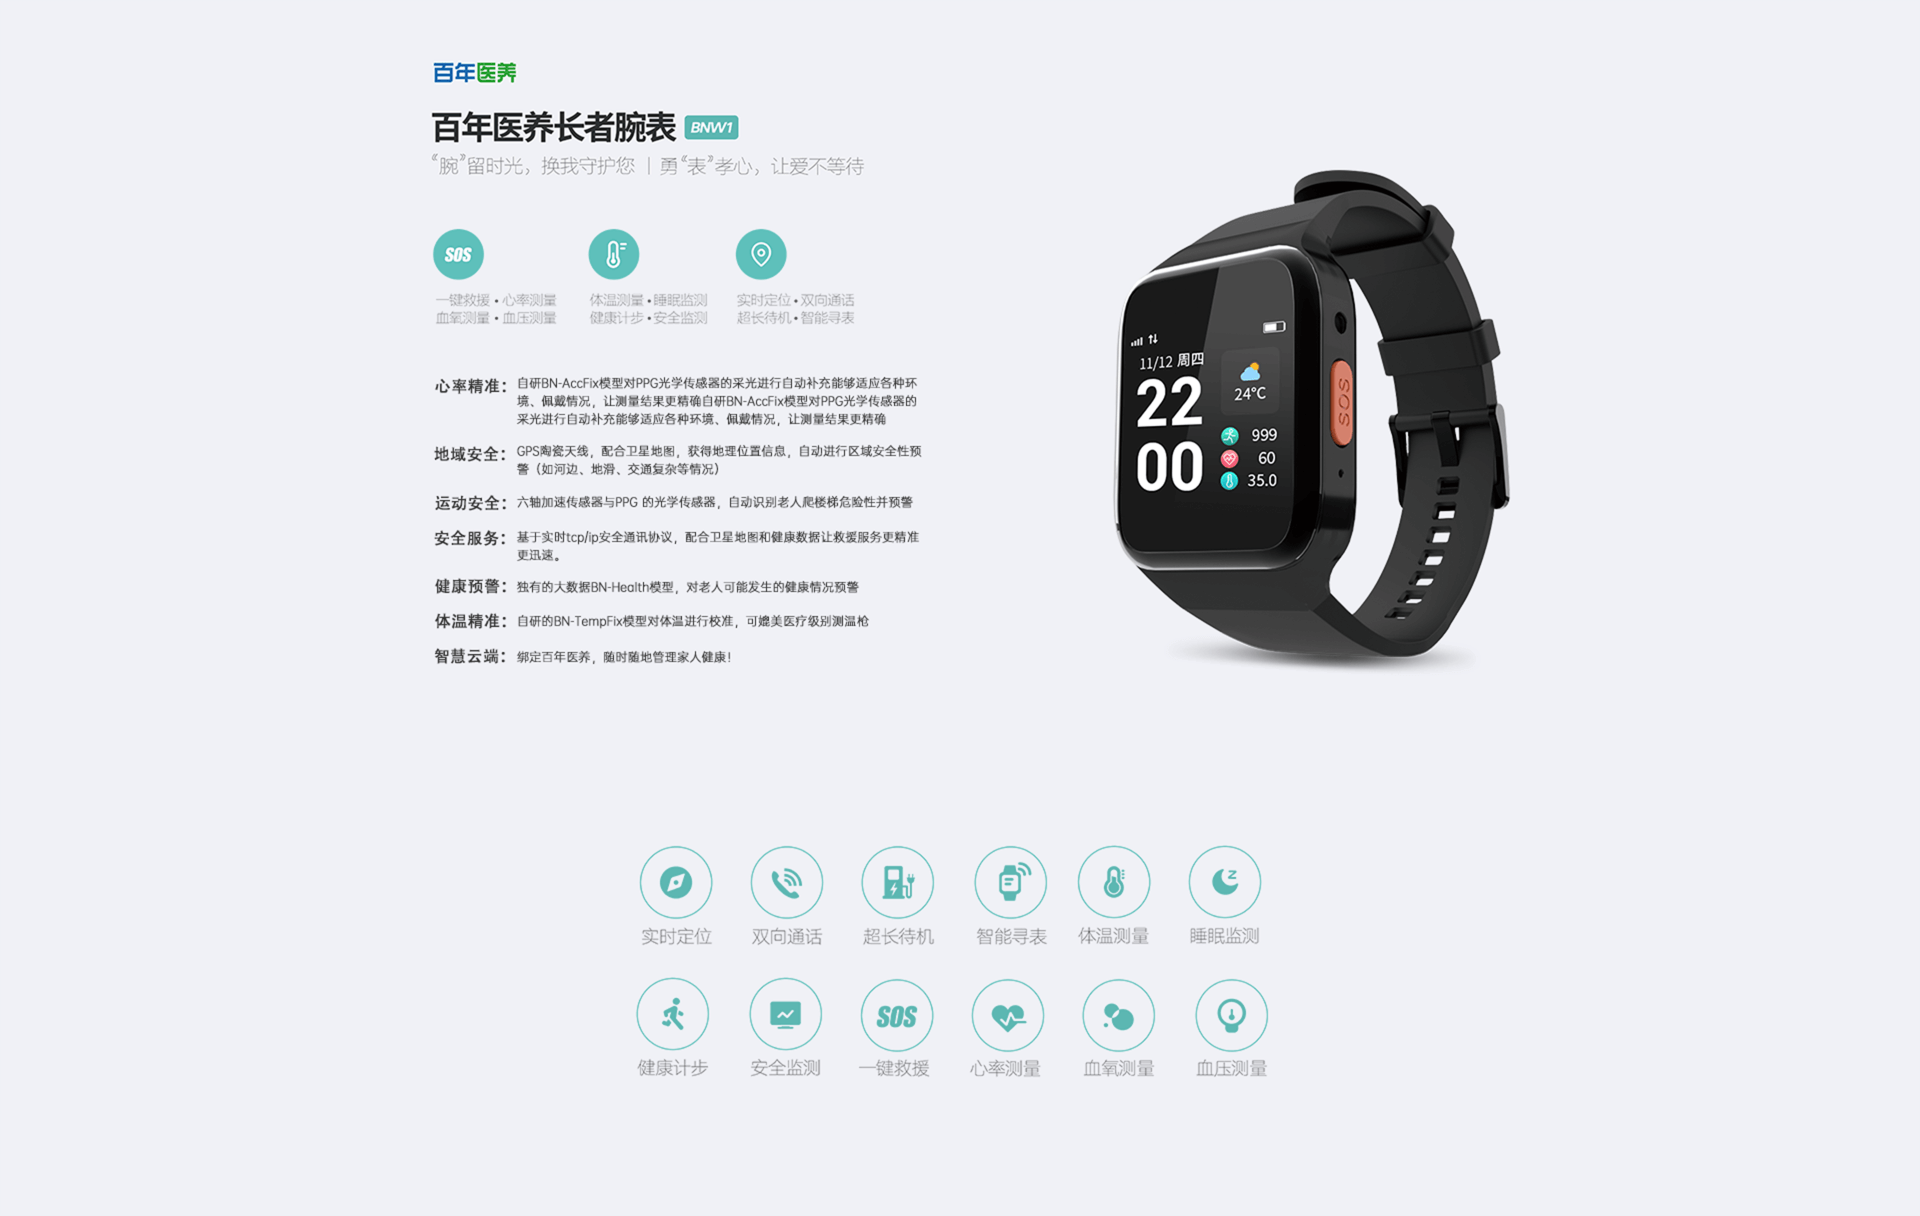 百年医养
百年医养长者腕表 BNW1
“腕”留时光，换我守护您 | 勇“表”孝心，让爱不等待
SOS
一键救援•心率测量
血氧测量•血压测量
体温测量•睡眠监测
健康计步•安全监测
实时定位•双向通话
超长待机•智能寻表
心率精准：自研BN-AccFix模型对PPG光学传感器的采光进行自动补充能够适应各种环
境、佩戴情况，让测量结果更精确自研BN-AccFix模型对PPG光学传感器的
采光进行自动补充能够适应各种环境、佩戴情况，让测量结果更精确
地域安全：GPS陶瓷天线，配合卫星地图，获得地理位置信息，自动进行区域安全性预
警（如河边、地滑、交通复杂等情况）
运动安全：六轴加速传感器与PPG 的光学传感器，自动识别老人爬楼梯危险性并预警
安全服务：基于实时tcp/ip安全通讯协议，配合卫星地图和健康数据让救援服务更精准
更迅速。
健康预警：独有的大数据BN-Health模型，对老人可能发生的健康情况预警
体温精准：自研的BN-TempFix模型对体温进行校准，可媲美医疗级别测温枪
智慧云端：绑定百年医养，随时随地管理家人健康！
11/12 周四
22
00
24°C
999
60
35.0
SOS
实时定位 双向通话 超长待机 智能寻表 体温测量 睡眠监测
SOS
健康计步 安全监测 一键救援 心率测量 血氧测量 血压测量